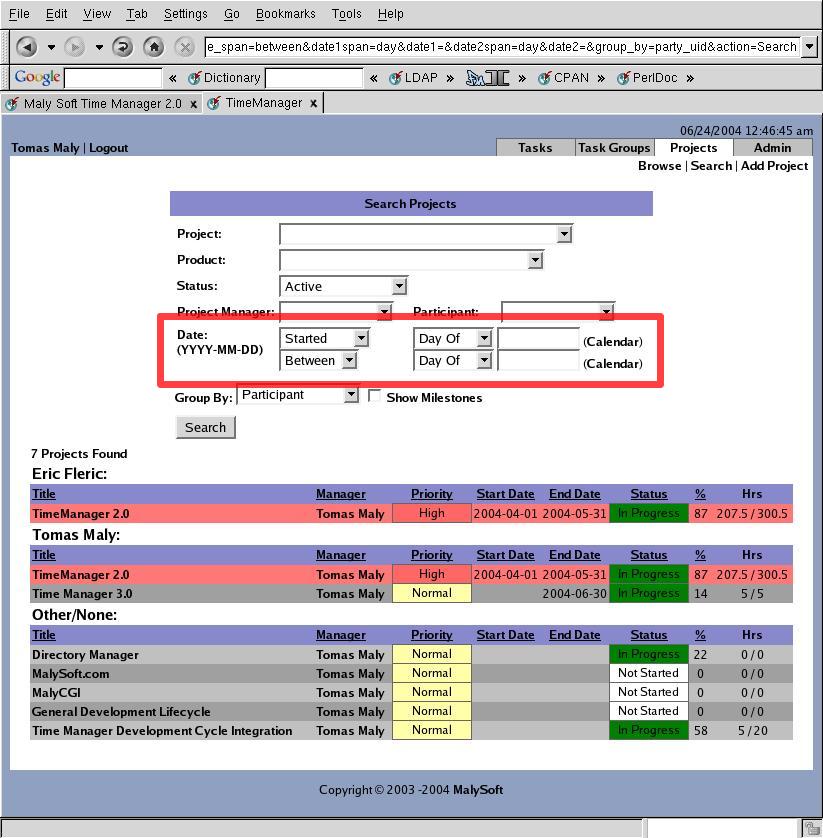 File Edit View Tab Settings Go Bookmarks Tools Help
e_span=between&date1span=day&date1=&date2span=day&date2=&group_by=party_uid&action=Search
Google « Dictionary « LDAP » » CPAN » PerlDoc »
Maly Soft Time Manager 2.0 x TimeManager x
06/24/2004 12:46:45 am
Tomas Maly | Logout Tasks Task Groups Projects Admin
Browse | Search | Add Project
Search Projects
Project:
Product:
Status: Active
Project Manager: Participant:
Date: Started Day Of (Calendar)
(YYYY-MM-DD) Between Day Of (Calendar)
Group By: Participant Show Milestones
Search
7 Projects Found
Eric Fleric:
Title Manager Priority Start Date End Date Status % Hrs
TimeManager 2.0 Tomas Maly High 2004-04-01 2004-05-31 In Progress 87 207.5 / 300.5
Tomas Maly:
Title Manager Priority Start Date End Date Status % Hrs
TimeManager 2.0 Tomas Maly High 2004-04-01 2004-05-31 In Progress 87 207.5 / 300.5
Time Manager 3.0 Tomas Maly Normal 2004-06-30 In Progress 14 5 / 5
Other/None:
Title Manager Priority Start Date End Date Status % Hrs
Directory Manager Tomas Maly Normal In Progress 22 0 / 0
MalySoft.com Tomas Maly Normal Not Started 0 0 / 0
MalyCGI Tomas Maly Normal Not Started 0 0 / 0
General Development Lifecycle Tomas Maly Normal Not Started 0 0 / 0
Time Manager Development Cycle Integration Tomas Maly Normal In Progress 58 5 / 20
Copyright © 2003 -2004 MalySoft